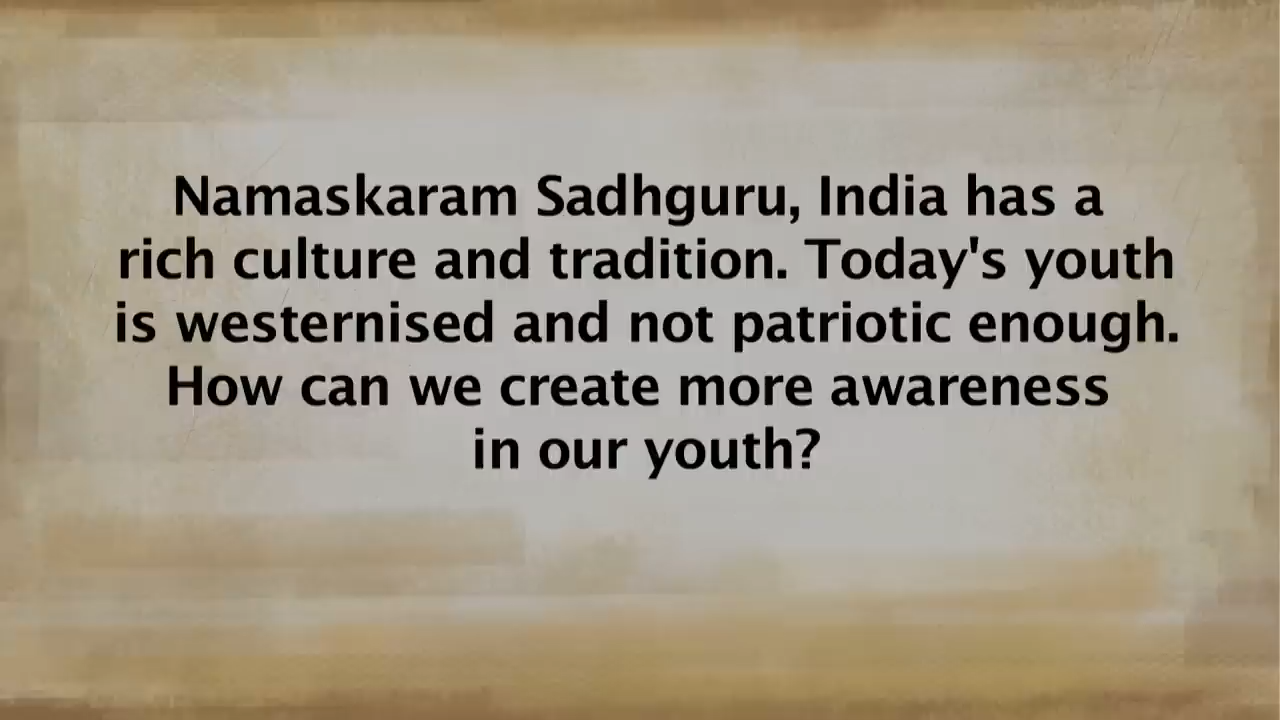 Namaskaram Sadhguru, India has a
rich culture and tradition. Today's youth
is westernised and not patriotic enough.
How can we create more awareness
in our youth?